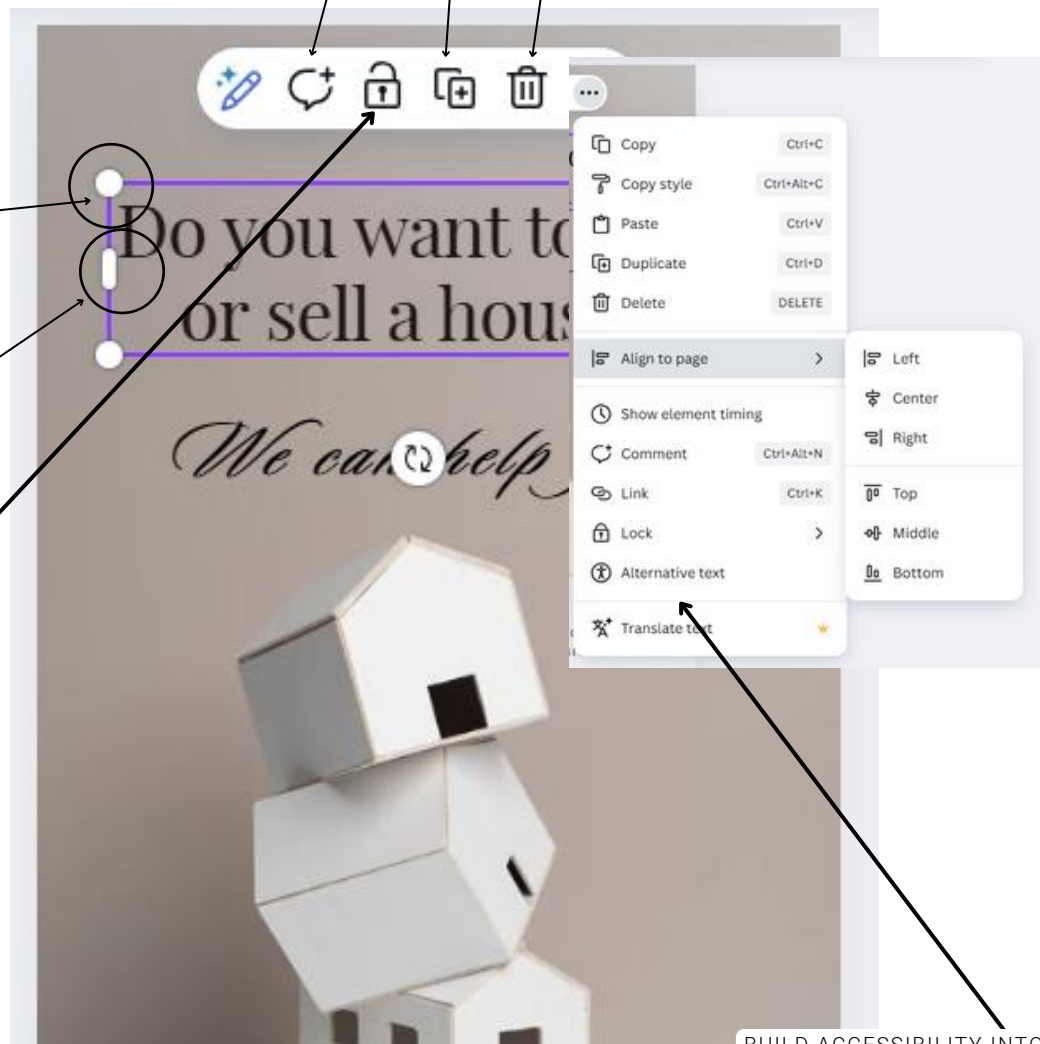 Do you want to
or sell a hous
We can help
Copy Ctrl+C
Copy style Ctrl+Alt+C
Paste Ctrl+V
Duplicate Ctrl+D
Delete DELETE
Align to page
Show element timing
Comment Ctrl+Alt+N
Link Ctrl+K
Lock
Alternative text
Translate text
Left
Center
Right
Top
Middle
Bottom
BUILD ACCESSIBILITY INTO